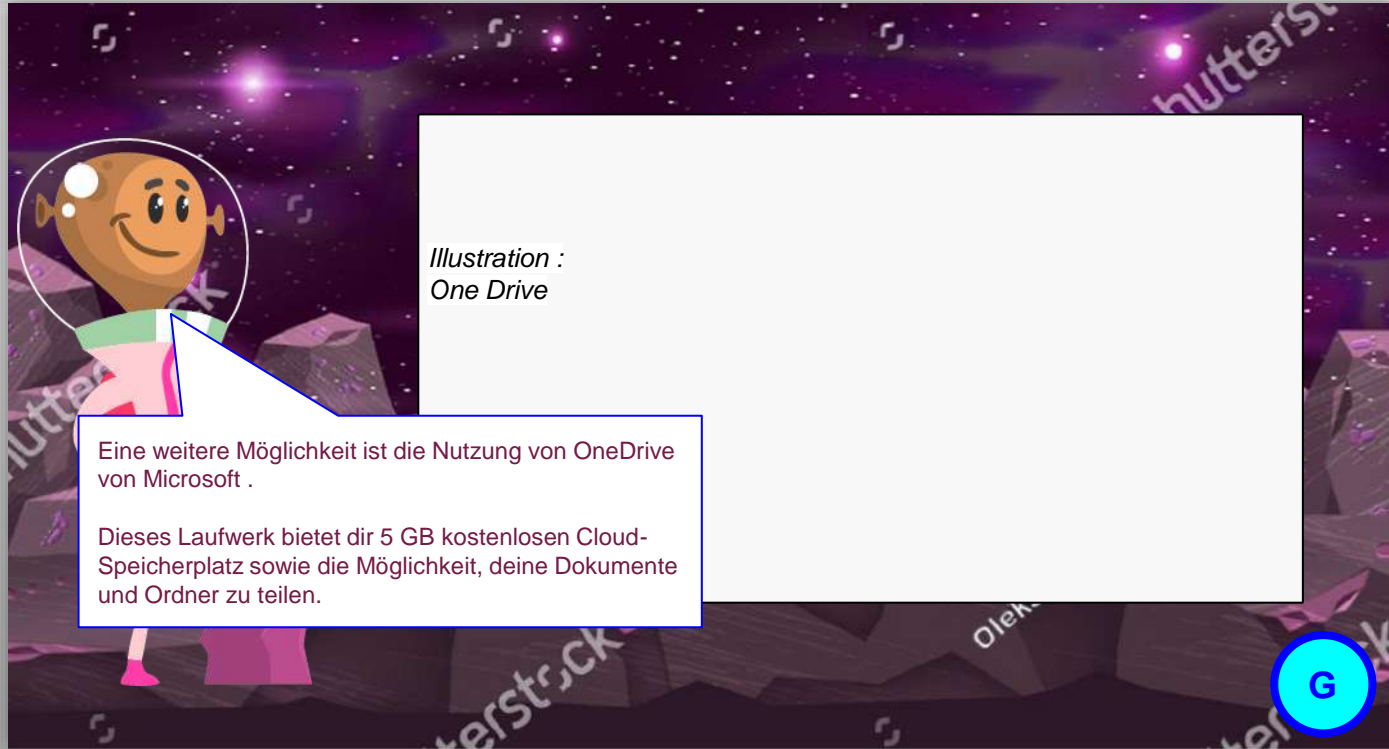 hutterst
Illustration :
One Drive
Eine weitere Möglichkeit ist die Nutzung von OneDrive
von Microsoft .
Dieses Laufwerk bietet dir 5 GB kostenlosen Cloud-
Speicherplatz sowie die Möglichkeit, deine Dokumente
und Ordner zu teilen.
G